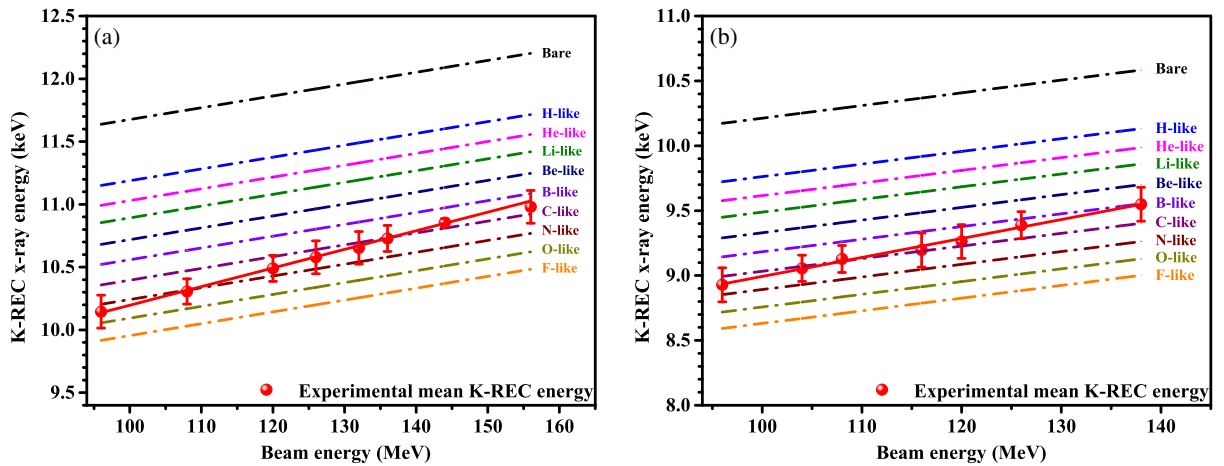 (a)
K-REC x-ray energy (keV)
12.5
12.0
11.5
11.0
10.5
10.0
9.5
Bare
H-like
He-like
Li-like
Be-like
B-like
C-like
N-like
O-like
F-like
Experimental mean K-REC energy
100 110 120 130 140 150 160
Beam energy (MeV)
(b)
K-REC x-ray energy (keV)
11.0
10.5
10.0
9.5
9.0
8.5
8.0
Bare
H-like
He-like
Li-like
Be-like
B-like
C-like
N-like
O-like
F-like
Experimental mean K-REC energy
100 110 120 130 140
Beam energy (MeV)